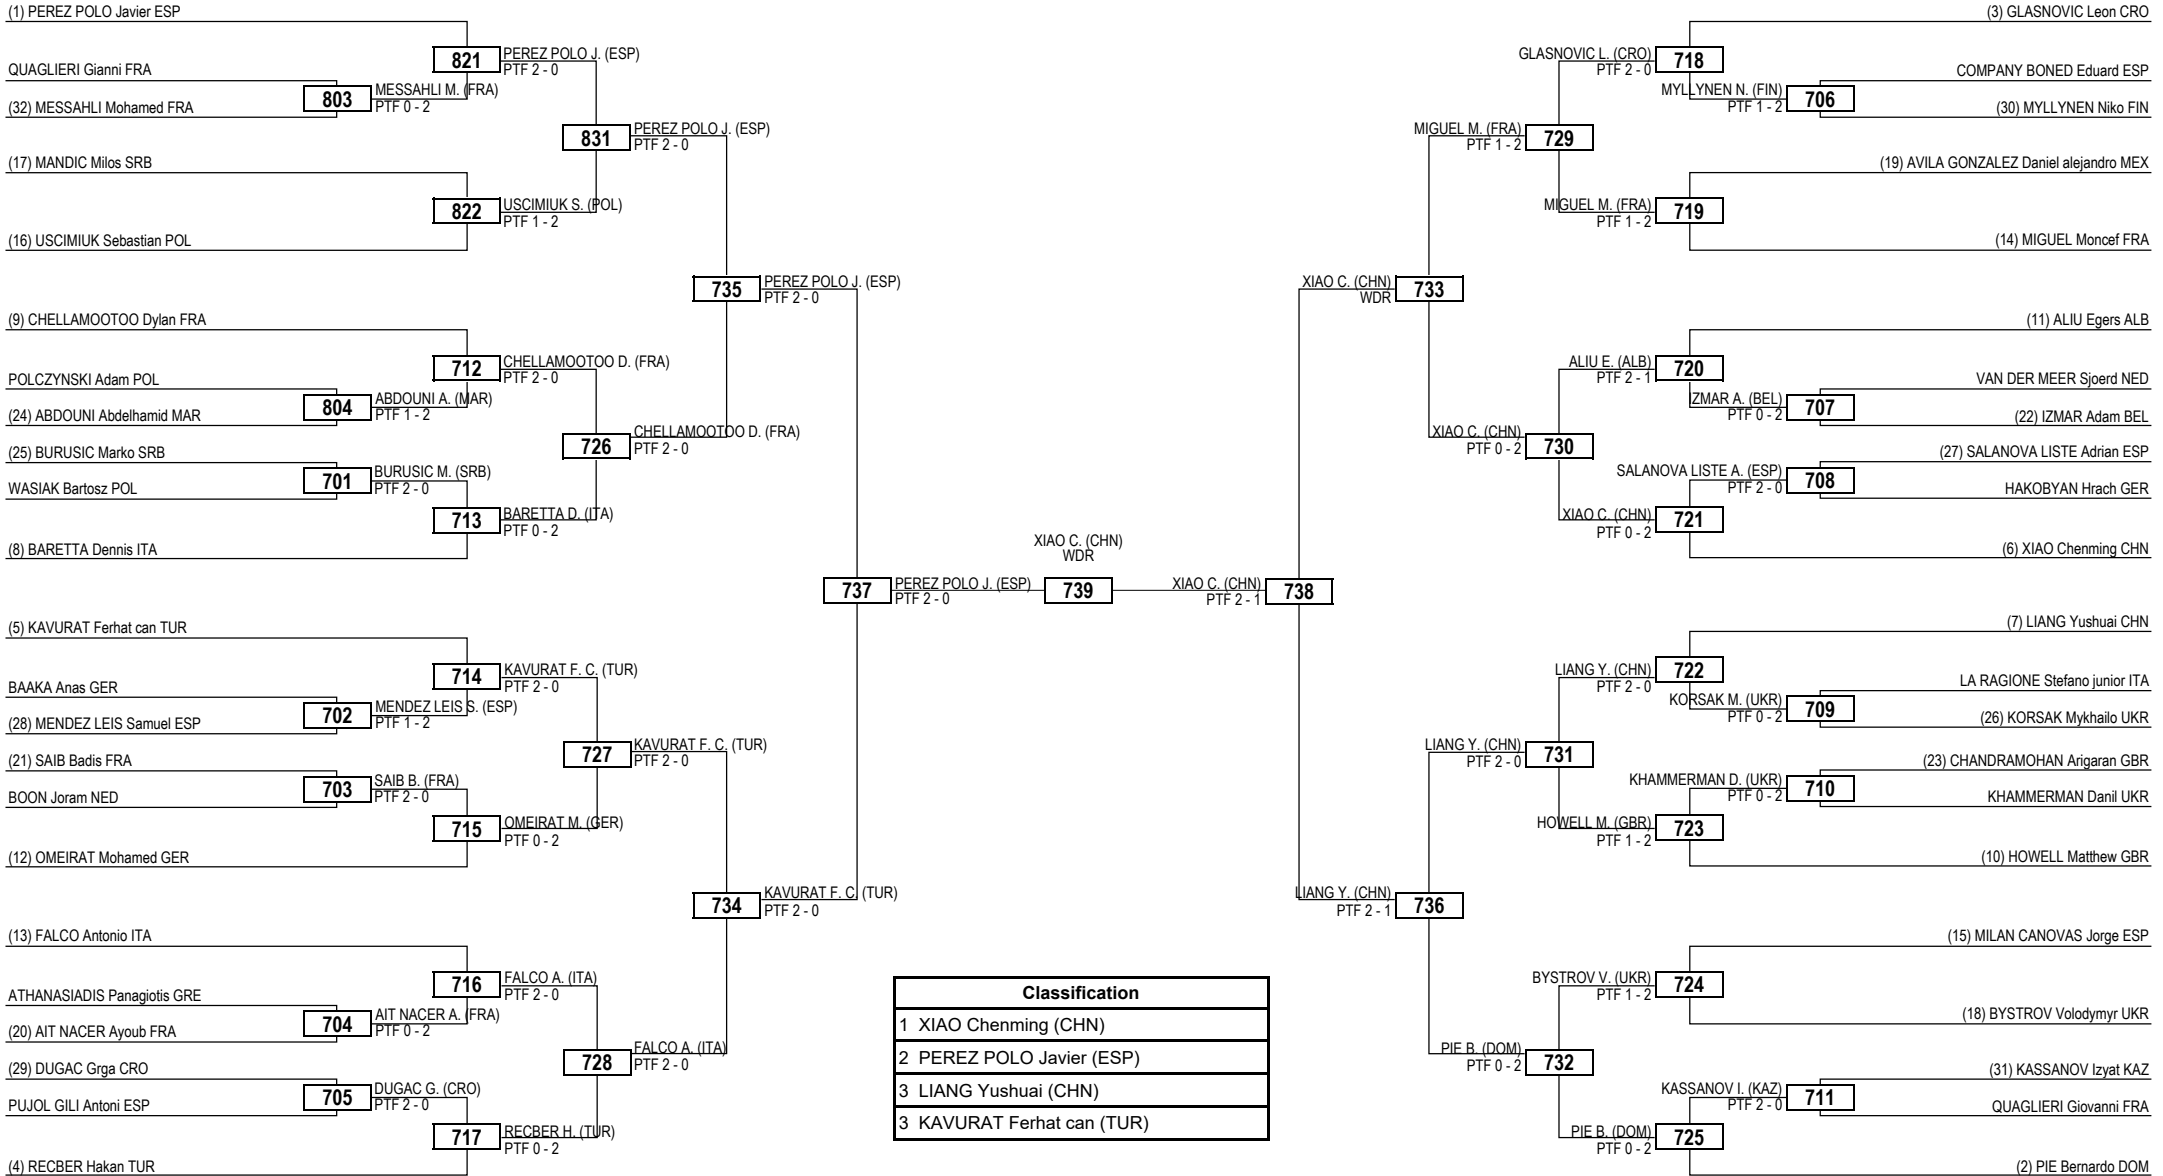 (1) PEREZ POLO Javier ESP
821
PEREZ POLO J. (ESP)
PTF 2 - 0
QUAGLIERI Gianni FRA
803
MESSAHLI M. (FRA)
PTF 0 - 2
(32) MESSAHLI Mohamed FRA
831
PEREZ POLO J. (ESP)
PTF 2 - 0
(17) MANDIC Milos SRB
822
USCIMIUK S. (POL)
PTF 1 - 2
(16) USCIMIUK Sebastian POL
735
PEREZ POLO J. (ESP)
PTF 2 - 0
(9) CHELLAMOOTOO Dylan FRA
712
CHELLAMOOTOO D. (FRA)
PTF 2 - 0
POLCZYNSKI Adam POL
804
ABDOUNI A. (MAR)
PTF 1 - 2
(24) ABDOUNI Abdelhamid MAR
726
CHELLAMOOTOO D. (FRA)
PTF 2 - 0
(25) BURUSIC Marko SRB
701
BURUSIC M. (SRB)
PTF 2 - 0
WASIAK Bartosz POL
713
BARETTA D. (ITA)
PTF 0 - 2
(8) BARETTA Dennis ITA
737
PEREZ POLO J. (ESP)
PTF 2 - 0
(5) KAVURAT Ferhat can TUR
714
KAVURAT F. C. (TUR)
PTF 2 - 0
BAAKA Anas GER
702
MENDEZ LEIS S. (ESP)
PTF 1 - 2
(28) MENDEZ LEIS Samuel ESP
727
KAVURAT F. C. (TUR)
PTF 2 - 0
(21) SAIB Badis FRA
703
SAIB B. (FRA)
PTF 2 - 0
BOON Joram NED
715
OMEIRAT M. (GER)
PTF 0 - 2
(12) OMEIRAT Mohamed GER
734
KAVURAT F. C. (TUR)
PTF 2 - 0
(13) FALCO Antonio ITA
716
FALCO A. (ITA)
PTF 2 - 0
ATHANASIADIS Panagiotis GRE
704
AIT NACER A. (FRA)
PTF 0 - 2
(20) AIT NACER Ayoub FRA
728
FALCO A. (ITA)
PTF 2 - 0
(29) DUGAC Grga CRO
705
DUGAC G. (CRO)
PTF 2 - 0
PUJOL GILI Antoni ESP
717
RECBER H. (TUR)
PTF 0 - 2
(4) RECBER Hakan TUR
XIAO C. (CHN)
WDR
739
Classification
1 XIAO Chenming (CHN)
2 PEREZ POLO Javier (ESP)
3 LIANG Yushuai (CHN)
3 KAVURAT Ferhat can (TUR)
(3) GLASNOVIC Leon CRO
GLASNOVIC L. (CRO)
PTF 2 - 0
718
COMPANY BONED Eduard ESP
MYLLYNEN N. (FIN)
PTF 1 - 2
706
(30) MYLLYNEN Niko FIN
MIGUEL M. (FRA)
PTF 1 - 2
729
(19) AVILA GONZALEZ Daniel alejandro MEX
MIGUEL M. (FRA)
PTF 1 - 2
719
(14) MIGUEL Moncef FRA
XIAO C. (CHN)
WDR
733
(11) ALIU Egers ALB
ALIU E. (ALB)
PTF 2 - 1
720
VAN DER MEER Sjoerd NED
IZMAR A. (BEL)
PTF 0 - 2
707
(22) IZMAR Adam BEL
XIAO C. (CHN)
PTF 0 - 2
730
(27) SALANOVA LISTE Adrian ESP
SALANOVA LISTE A. (ESP)
PTF 2 - 0
708
HAKOBYAN Hrach GER
XIAO C. (CHN)
PTF 0 - 2
721
(6) XIAO Chenming CHN
XIAO C. (CHN)
PTF 2 - 1
738
(7) LIANG Yushuai CHN
LIANG Y. (CHN)
PTF 2 - 0
722
LA RAGIONE Stefano junior ITA
KORSAK M. (UKR)
PTF 0 - 2
709
(26) KORSAK Mykhailo UKR
LIANG Y. (CHN)
PTF 2 - 0
731
(23) CHANDRAMOHAN Arigaran GBR
KHAMMERMAN D. (UKR)
PTF 0 - 2
710
KHAMMERMAN Danil UKR
HOWELL M. (GBR)
PTF 1 - 2
723
(10) HOWELL Matthew GBR
LIANG Y. (CHN)
PTF 2 - 1
736
(15) MILAN CANOVAS Jorge ESP
BYSTROV V. (UKR)
PTF 1 - 2
724
(18) BYSTROV Volodymyr UKR
PIE B. (DOM)
PTF 0 - 2
732
(31) KASSANOV Izyat KAZ
KASSANOV I. (KAZ)
PTF 2 - 0
711
QUAGLIERI Giovanni FRA
PIE B. (DOM)
PTF 0 - 2
725
(2) PIE Bernardo DOM